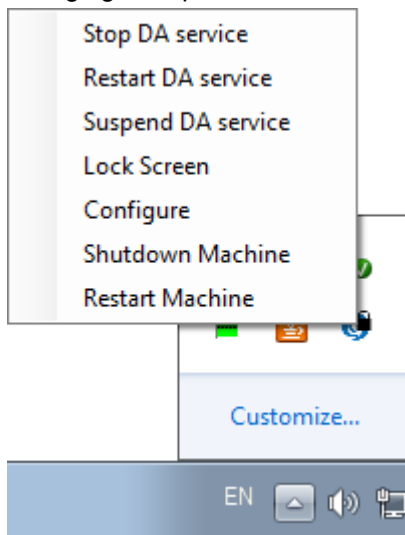 Stop DA service
Restart DA service
Suspend DA service
Lock Screen
Configure
Shutdown Machine
Restart Machine
Customize...
EN